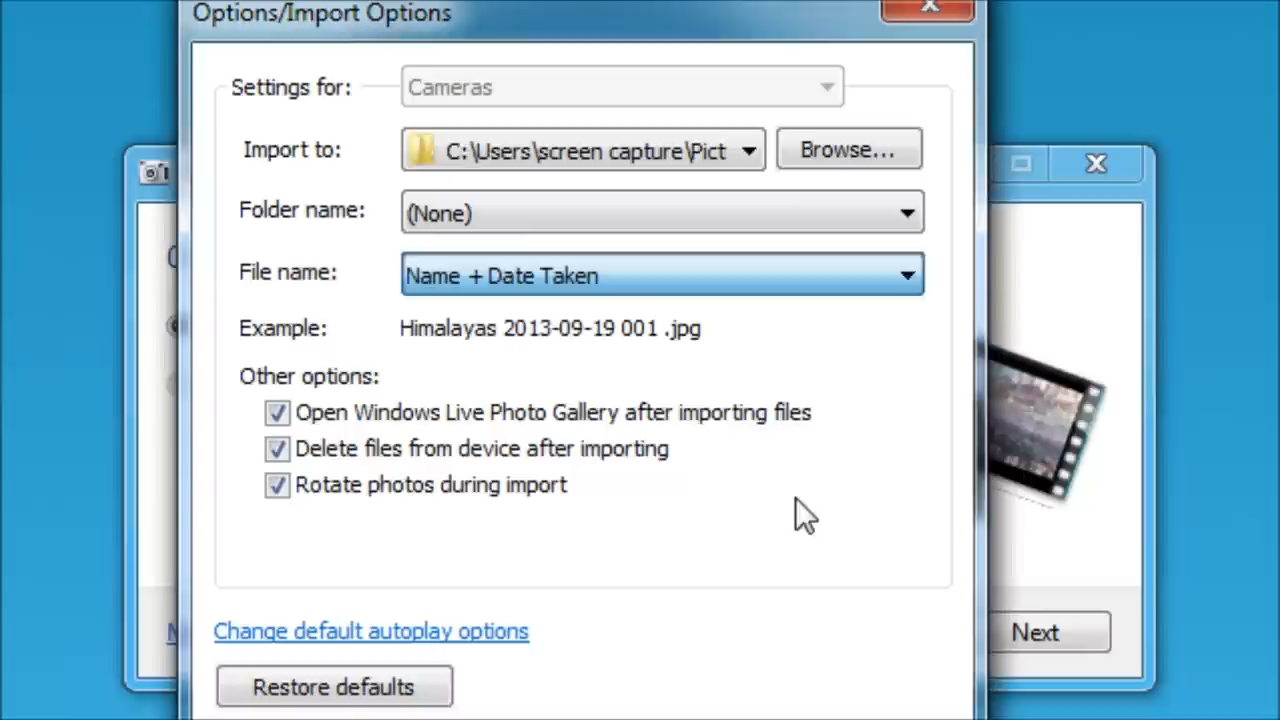 Options/Import Options
Settings for: Cameras
Import to: C:\Users\screen capture\Pict Browse...
Folder name: (None)
File name: Name + Date Taken
Example: Himalayas 2013-09-19 001 .jpg
Other options:
Open Windows Live Photo Gallery after importing files
Delete files from device after importing
Rotate photos during import
Change default autoplay options
Next
Restore defaults